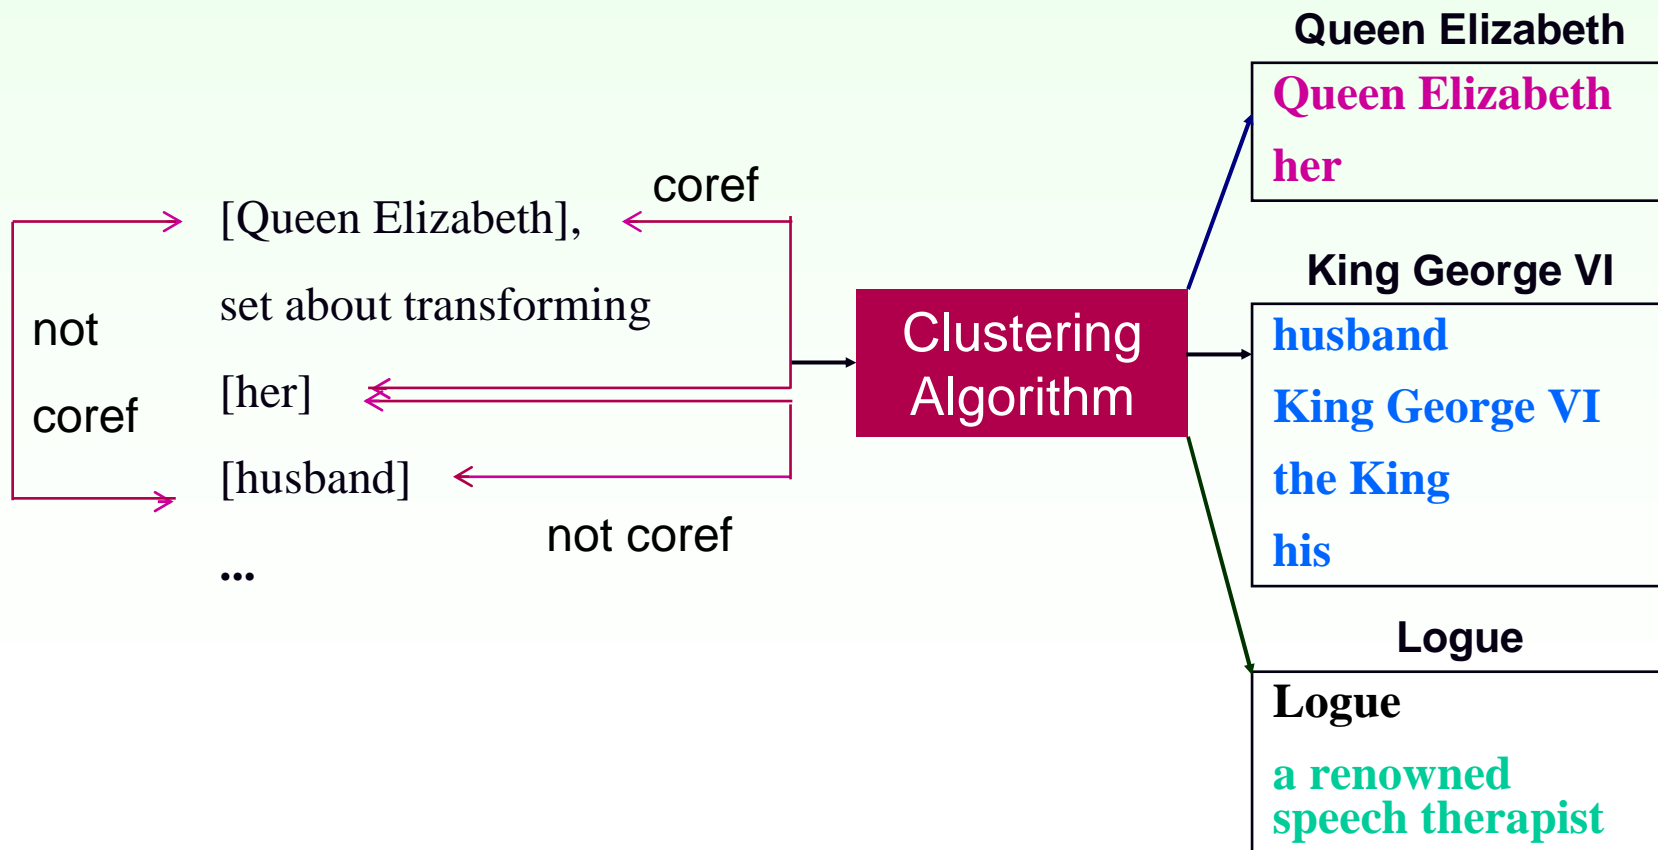 coref
[Queen Elizabeth],
set about transforming
not
coref
[her]
[husband]
not coref
...
Clustering
Algorithm
Queen Elizabeth
Queen Elizabeth
her
King George VI
husband
King George VI
the King
his
Logue
Logue
a renowned
speech therapist